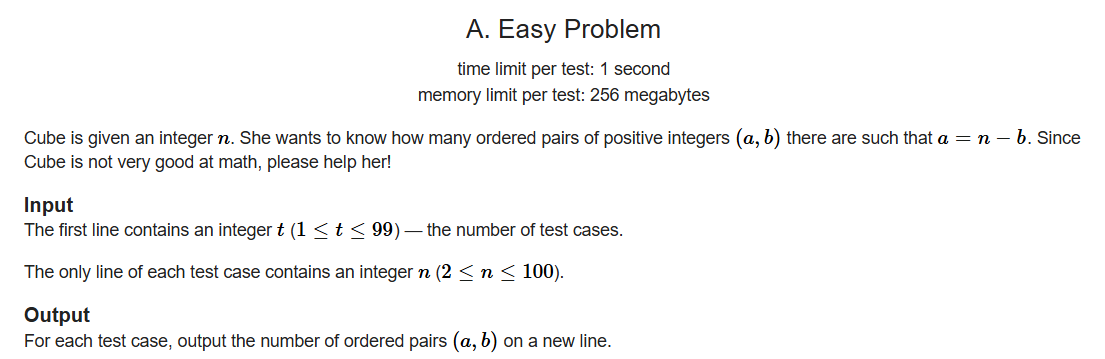 A. Easy Problem
time limit per test: 1 second
memory limit per test: 256 megabytes
Cube is given an integer n. She wants to know how many ordered pairs of positive integers (a, b) there are such that a = n − b. Since
Cube is not very good at math, please help her!
Input
The first line contains an integer t (1 ≤ t ≤ 99) — the number of test cases.
The only line of each test case contains an integer n (2 ≤ n ≤ 100).
Output
For each test case, output the number of ordered pairs (a, b) on a new line.